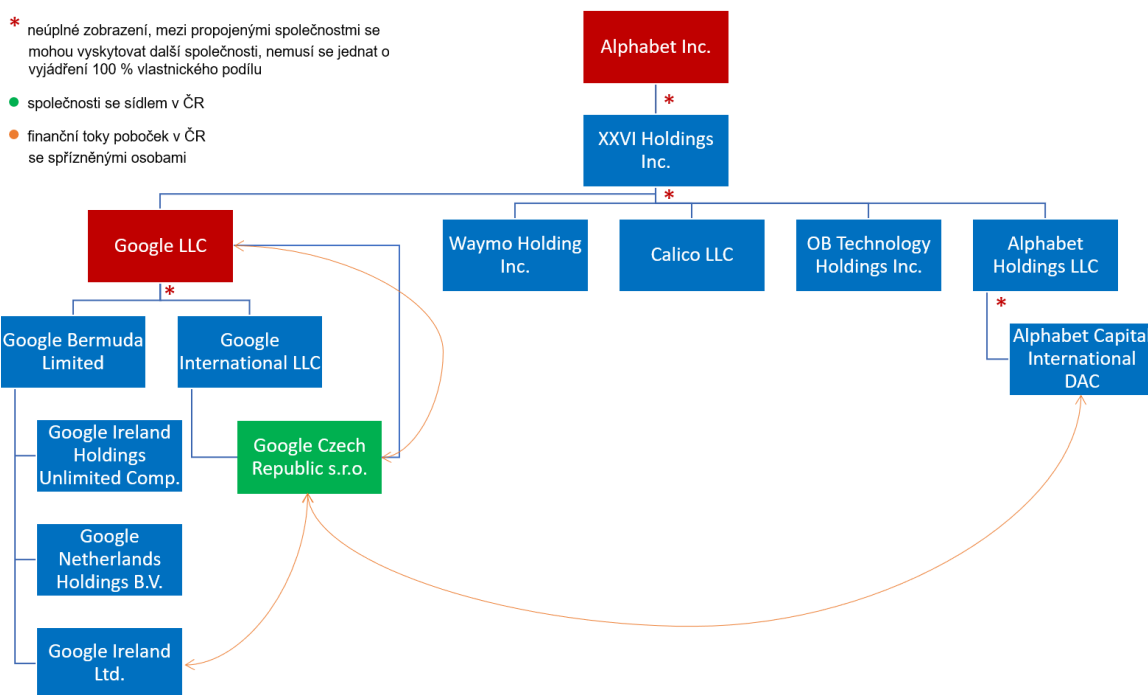 * neúplné zobrazení, mezi propojenými společnostmi se
mohou vyskytovat další společnosti, nemusí se jednat o
vyjádření 100 % vlastnického podílu
společnosti se sídlem v ČR
finanční toky poboček v ČR
se spřízněnými osobami
Alphabet Inc.
*
XXVI Holdings
Inc.
*
Google LLC
Waymo Holding
Inc.
Calico LLC
OB Technology
Holdings Inc.
Alphabet
Holdings LLC
*
*
Google Bermuda
Limited
Google
International LLC
Alphabet Capital
International
DAC
Google Ireland
Holdings
Unlimited Comp.
Google Czech
Republic s.r.o.
Google
Netherlands
Holdings B.V.
Google Ireland
Ltd.